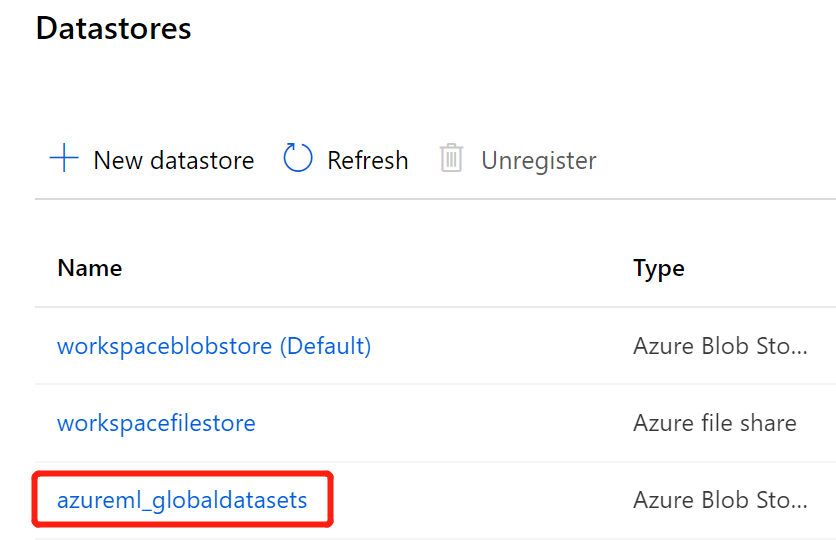 Datastores
New datastore Refresh Unregister
Name Type
workspaceblobstore (Default) Azure Blob Sto...
workspacefilestore Azure file share
azureml_globaldatasets Azure Blob Sto...